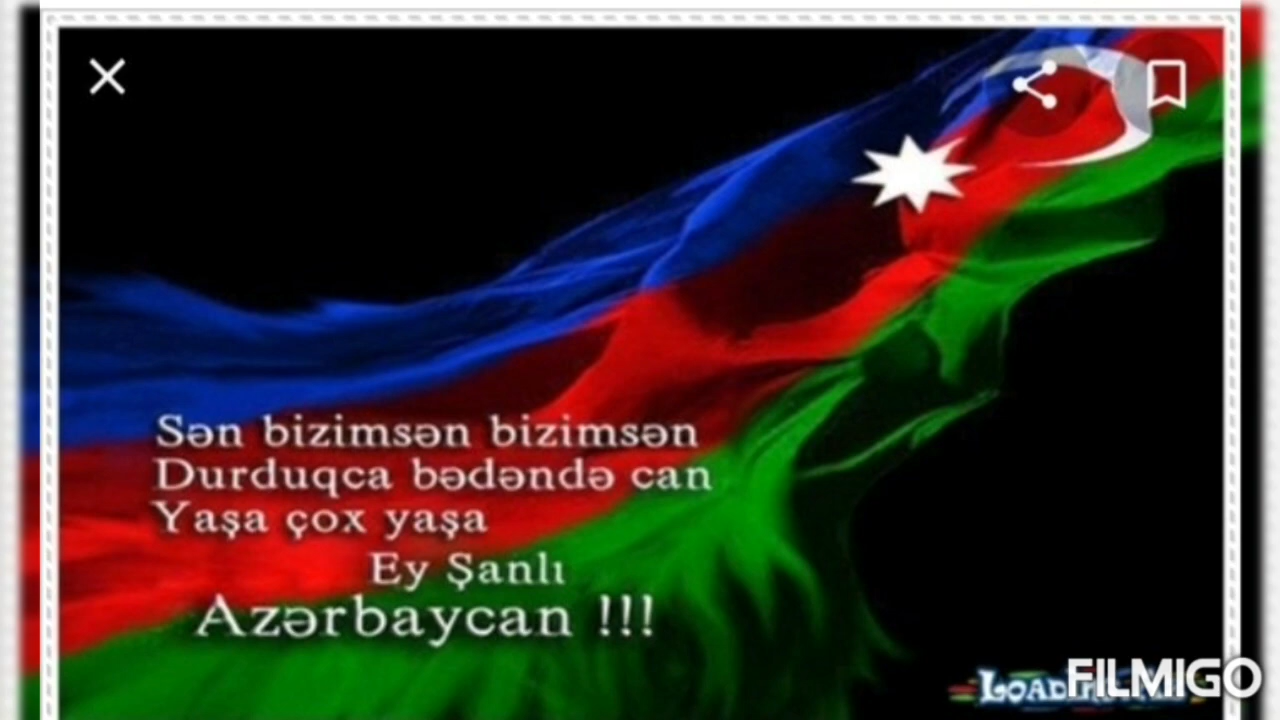 Sən bizimsən bizimsən
Durduqca bədəndə can
Yaşa çox yaşa
Ey Şanlı
Azərbaycan !!!
FILMIGO